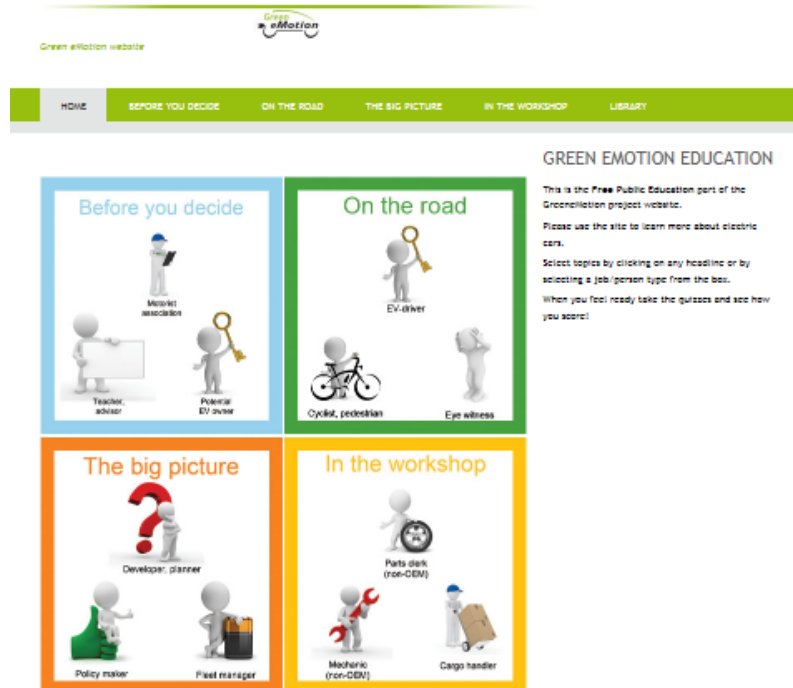 Green
eMotion
Green eMotion website
HOME BEFORE YOU DECIDE ON THE ROAD THE BIG PICTURE IN THE WORKSHOP LIBRARY
GREEN EMOTION EDUCATION
This is the Free Public Education part of the
GreeneMotion project website.
Please use the site to learn more about electric
cars.
Select topics by clicking on any headline or by
selecting a job/person type from the box.
When you feel ready take the quizzes and see how
you score!
Before you decide
Motorist
association
Teacher,
advisor
Potential
EV owner
On the road
EV-driver
Cyclist, pedestrian
Eye witness
The big picture
Developer, planner
Policy maker
Fleet manager
In the workshop
Parts clerk
(non-OEM)
Mechanic
(non-OEM)
Cargo handler